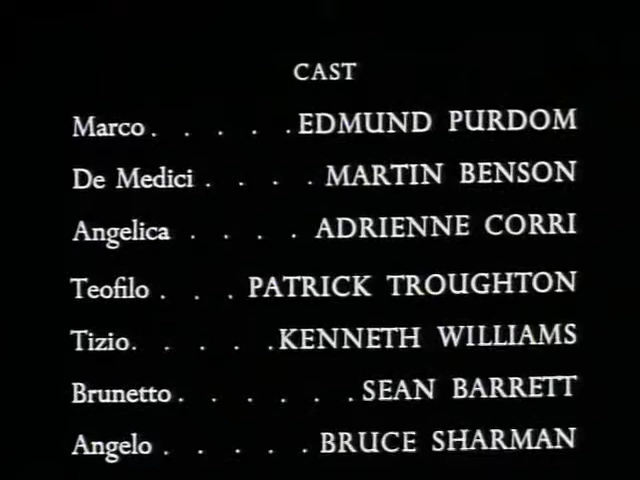 CAST
Marco . . . . . EDMUND PURDOM
De Medici . . . . MARTIN BENSON
Angelica . . . . ADRIENNE CORRI
Teofilo . . . PATRICK TROUGHTON
Tizio . . . . . KENNETH WILLIAMS
Brunetto . . . . . . SEAN BARRETT
Angelo . . . . . BRUCE SHARMAN